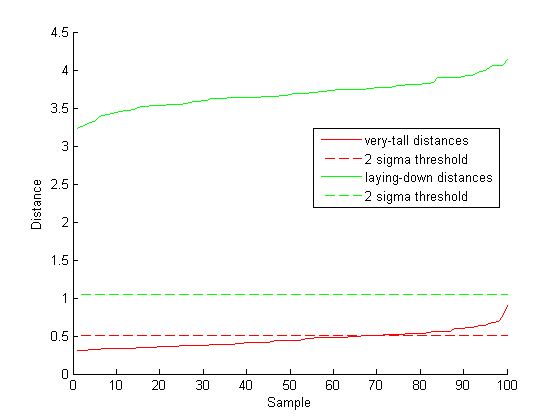 4.5
4
3.5
3
2.5
2
1.5
1
0.5
0
Distance
very-tall distances
2 sigma threshold
laying-down distances
2 sigma threshold
0 10 20 30 40 50 60 70 80 90 100
Sample